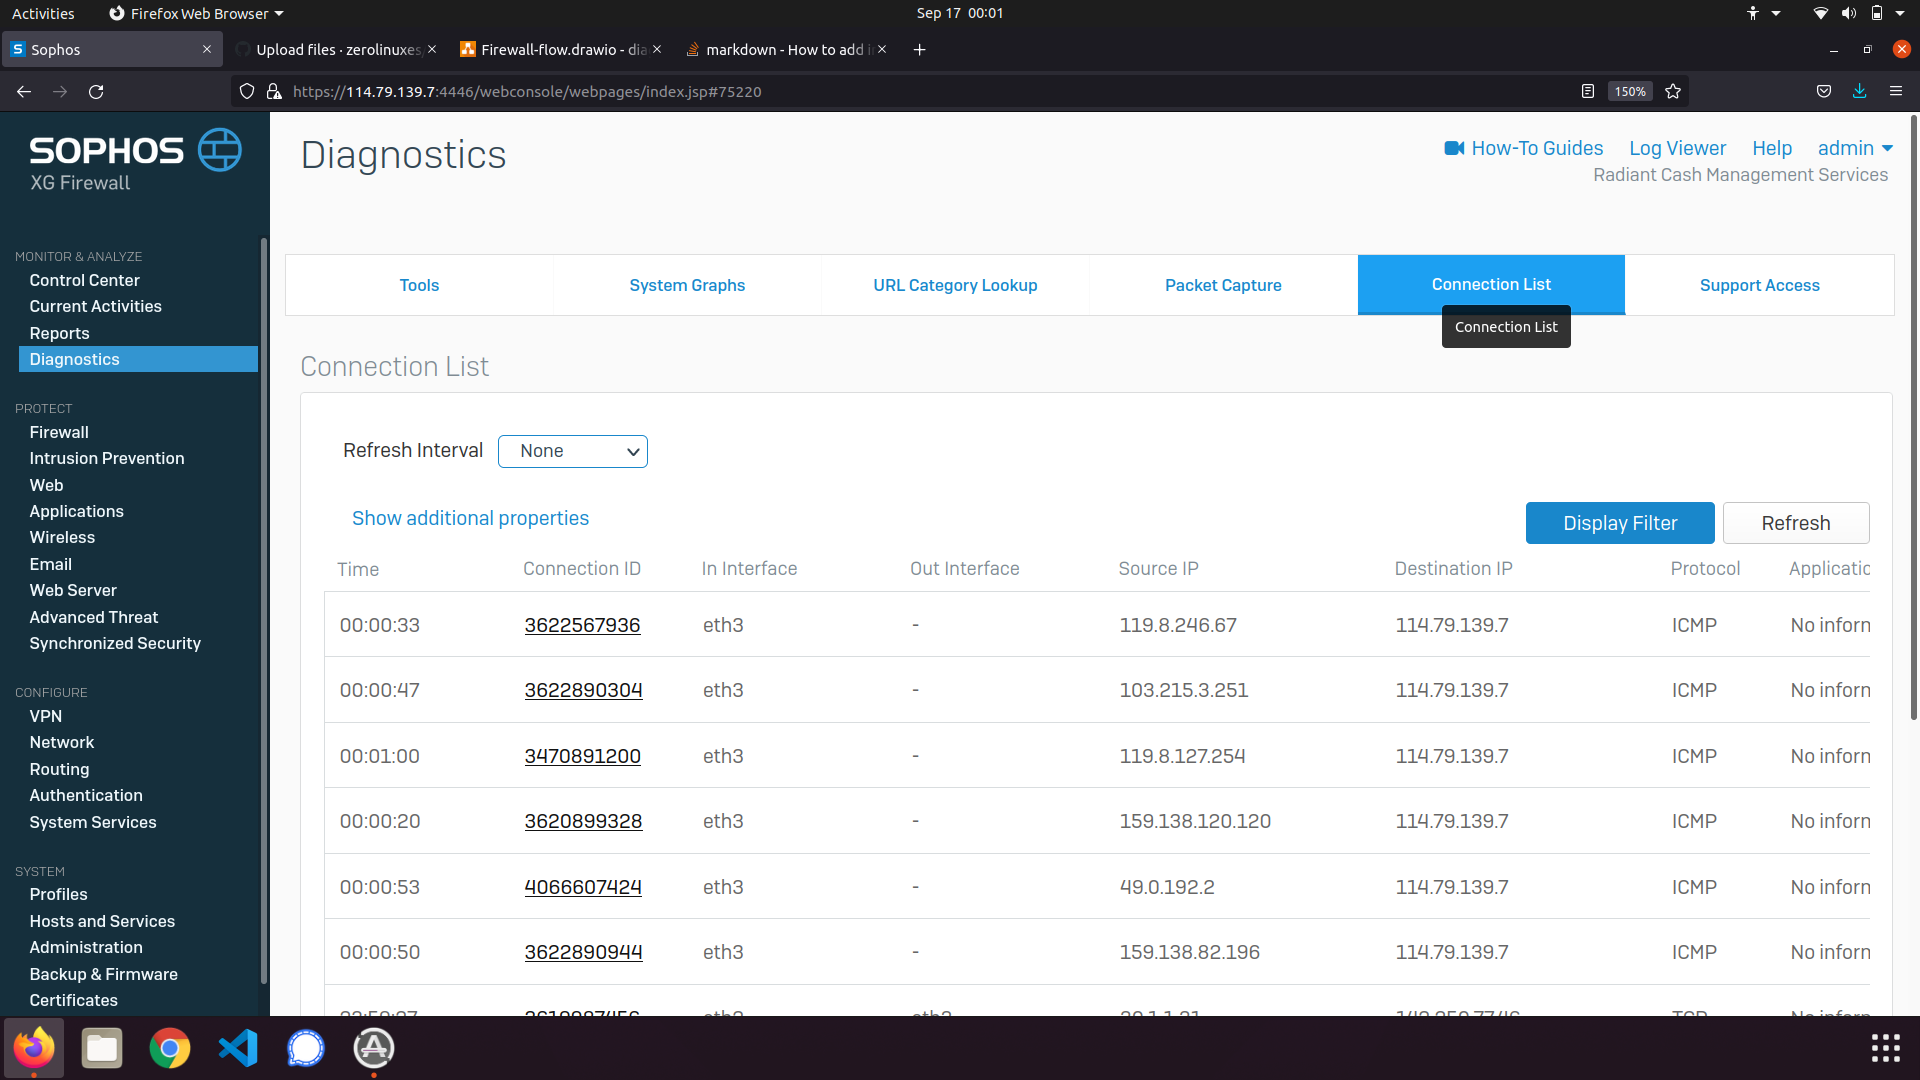 Activities
Firefox Web Browser
Sep 17 00:01
Sophos
Upload files · zerolinuxes
Firewall-flow.drawio - dia
markdown - How to add i
https://114.79.139.7:4446/webconsole/webpages/index.jsp#75220
150%
SOPHOS
XG Firewall
Diagnostics
How-To Guides
Log Viewer
Help
admin
Radiant Cash Management Services
MONITOR & ANALYZE
Control Center
Current Activities
Reports
Diagnostics
PROTECT
Firewall
Intrusion Prevention
Web
Applications
Wireless
Email
Web Server
Advanced Threat
Synchronized Security
CONFIGURE
VPN
Network
Routing
Authentication
System Services
SYSTEM
Profiles
Hosts and Services
Administration
Backup & Firmware
Certificates
Tools
System Graphs
URL Category Lookup
Packet Capture
Connection List
Support Access
Connection List
Connection List
Refresh Interval None
Show additional properties
Display Filter
Refresh
Time Connection ID In Interface Out Interface Source IP Destination IP Protocol Applicatio
00:00:33 3622567936 eth3 - 119.8.246.67 114.79.139.7 ICMP No inforn
00:00:47 3622890304 eth3 - 103.215.3.251 114.79.139.7 ICMP No inforn
00:01:00 3470891200 eth3 - 119.8.127.254 114.79.139.7 ICMP No inforn
00:00:20 3620899328 eth3 - 159.138.120.120 114.79.139.7 ICMP No inforn
00:00:53 4066607424 eth3 - 49.0.192.2 114.79.139.7 ICMP No inforn
00:00:50 3622890944 eth3 - 159.138.82.196 114.79.139.7 ICMP No inforn